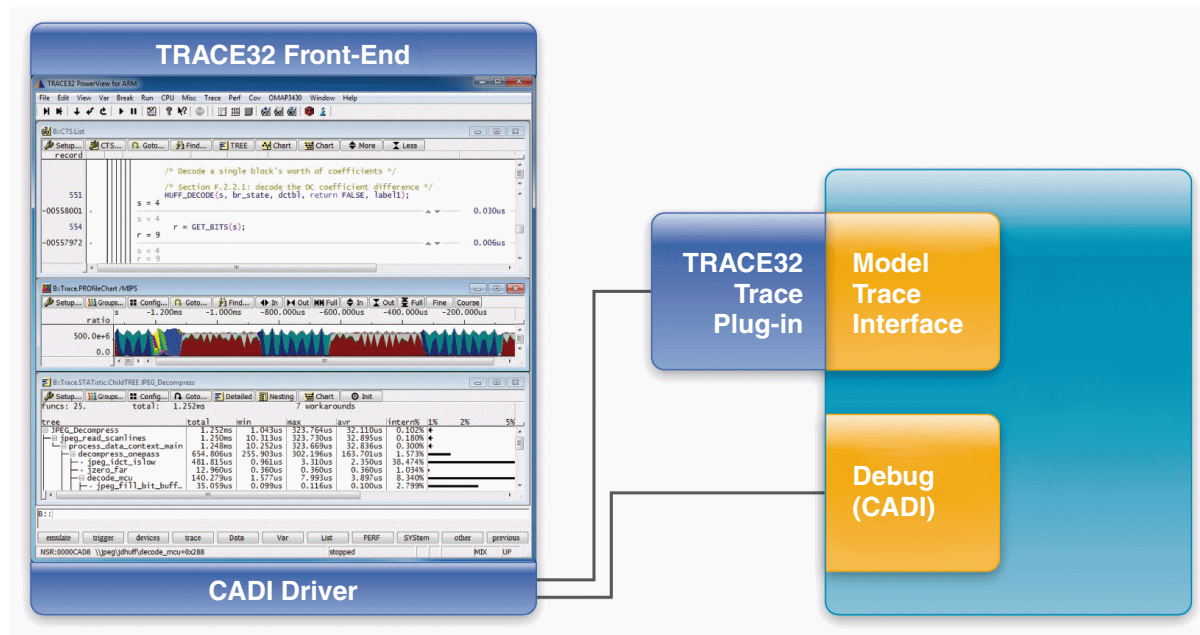 TRACE32 Front-End
TRACE32 PowerView for ARM
File Edit View Var Break Run CPU Misc Trace Perf Cov OMAP3430 Window Help
B::CTS.List
Setup... CTS... Goto... Find... TREE Chart Chart More Less
record
/* Decode a single block's worth of coefficients */
/* Section F.2.2.1: decode the DC coefficient difference */
551 HUFF_DECODE(s, br_state, dctbl, return FALSE, label1);
s = 4
-00558001 0.030us
s = 4
554 r = GET_BITS(s);
r = 9
-00557972 0.006us
s = 4
r = 9
B::Trace.PROfileChart /MIPS
Setup... Groups... Config... Goto... Find... In Out Full In Out Full Fine Course
s -1.200ms -1.000ms -800.000us -600.000us -400.000us -200.000us
ratio
500.0e+6
0.0
B::Trace.STATistic.ChildTREE JPEG_Decompress
Setup... Groups... Config... Goto... Detailed Nesting Chart Init
funcs: 25. total: 1.252ms 7 workarounds
tree total min max avr intern% 1% 2% 5%
JPEG_Decompress 1.252ms 1.043us 323.764us 32.110us 0.102%
jpeg_read_scanlines 1.250ms 10.313us 323.730us 32.895us 0.180%
process_data_context_main 1.248ms 10.252us 323.669us 32.836us 0.300%
decompress_onepass 654.806us 255.903us 302.196us 163.701us 1.573%
jpeg_idct_islow 481.815us 0.961us 3.310us 2.350us 38.474%
jzero_far 12.960us 0.360us 0.360us 0.360us 1.034%
decode_mcu 140.279us 1.577us 7.993us 3.897us 8.340%
jpeg_fill_bit_buff.. 35.059us 0.099us 0.116us 0.100us 2.799%
B::
emulate trigger devices trace Data Var List PERF SYStem other previous
NSR:0000CAD8 \\jpeg\jdhuff\decode_mcu+0x288 stopped MIX UP
CADI Driver
TRACE32
Trace
Plug-in
Model
Trace
Interface
Debug
(CADI)